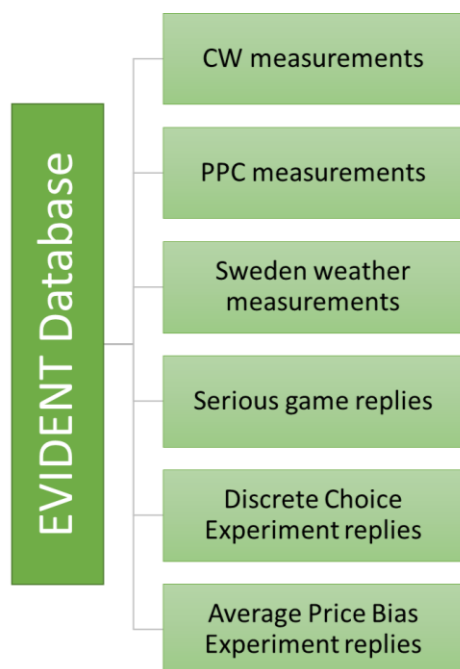 EVIDENT Database
CW measurements
PPC measurements
Sweden weather
measurements
Serious game replies
Discrete Choice
Experiment replies
Average Price Bias
Experiment replies